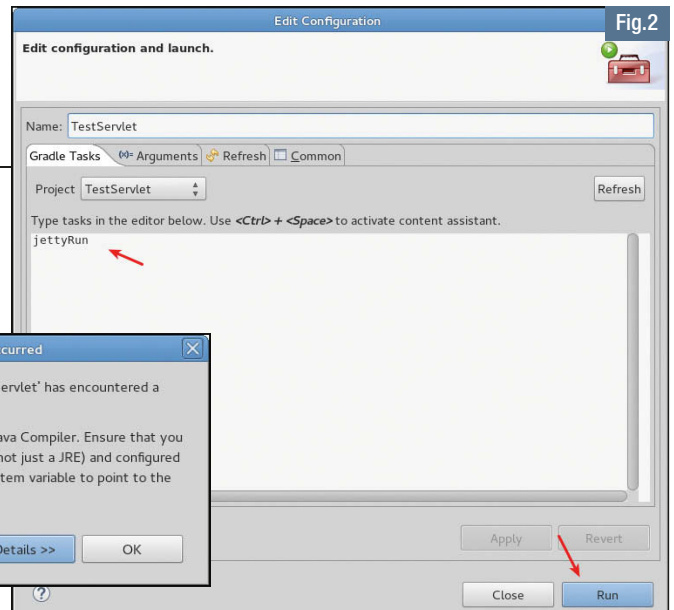 Edit Configuration
Fig.2
Edit configuration and launch.
Name: TestServlet
Gradle Tasks (x)= Arguments Refresh Common
Project TestServlet Refresh
Type tasks in the editor below. Use <Ctrl> + <Space> to activate content assistant.
jettyRun
ccurred
ervlet' has encountered a
ava Compiler. Ensure that you
not just a JRE) and configured
tem variable to point to the
Details >> OK
Apply Revert
? Close Run